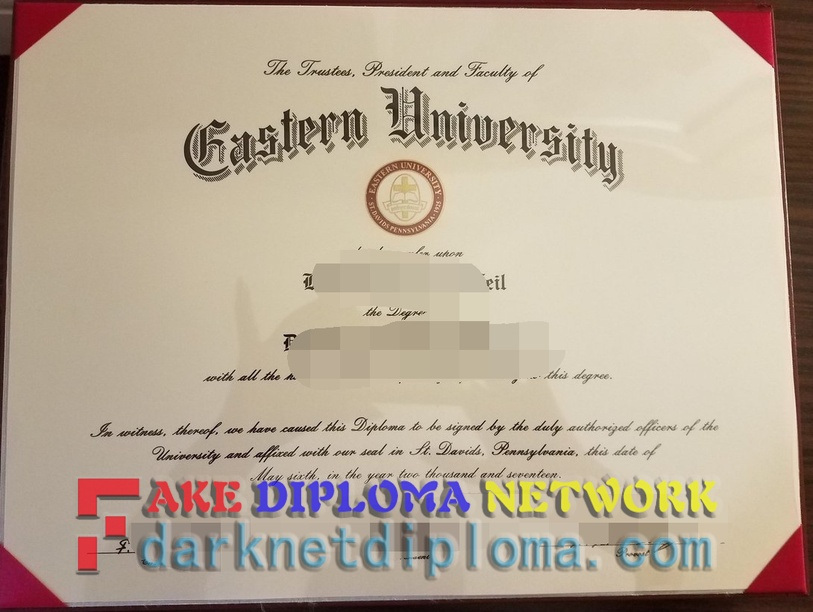 The Trustees, President and Faculty of
Eastern University
EASTERN UNIVERSITY
ST. DAVIDS PENNSYLVANIA 1925
upon
the Degre
with all the
this degree.
In witness, thereof, we have caused this Diploma to be signed by the duly authorized officers of the
University and affixed with our seal in St. Davids, Pennsylvania, this date of
May sixth, in the year two thousand and seventeen.
FAKE DIPLOMA NETWORK
darknetdiploma.com
Provost